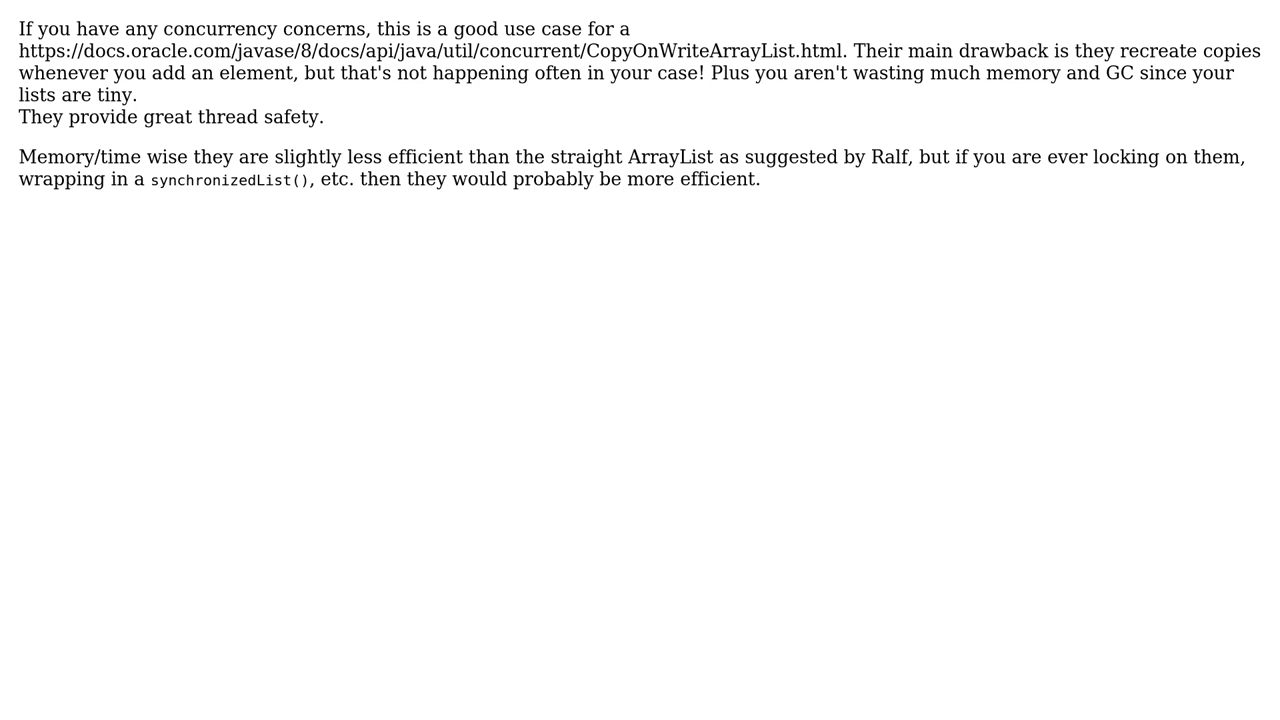 If you have any concurrency concerns, this is a good use case for a
https://docs.oracle.com/javase/8/docs/api/java/util/concurrent/CopyOnWriteArrayList.html. Their main drawback is they recreate copies
whenever you add an element, but that's not happening often in your case! Plus you aren't wasting much memory and GC since your
lists are tiny.
They provide great thread safety.
Memory/time wise they are slightly less efficient than the straight ArrayList as suggested by Ralf, but if you are ever locking on them,
wrapping in a synchronizedList(), etc. then they would probably be more efficient.